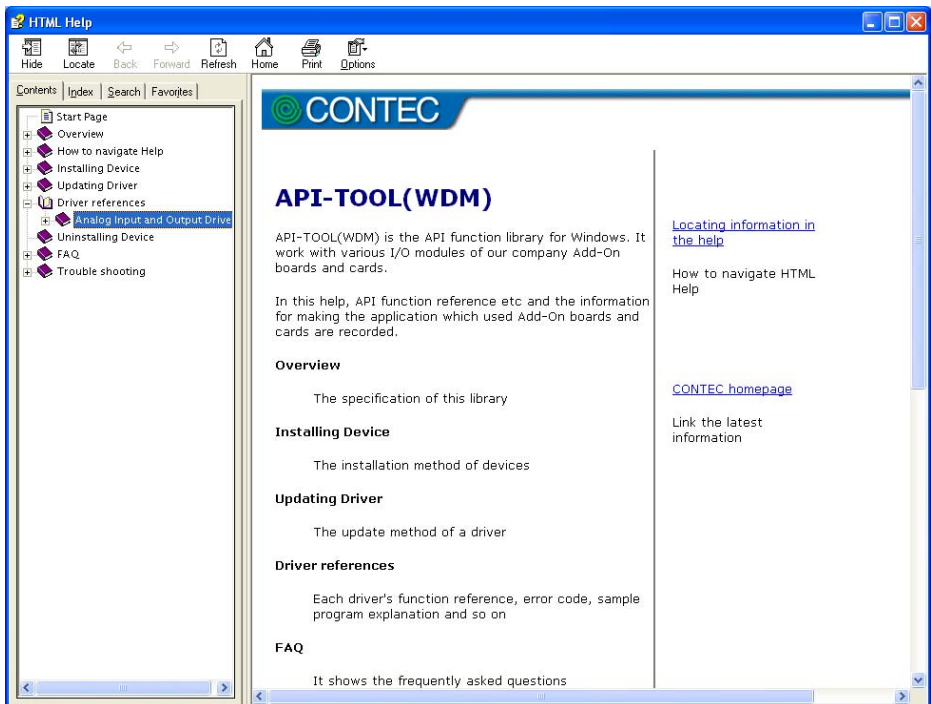 HTML Help
Hide Locate Back Forward Refresh Home Print Options
Contents Index Search Favorites
Start Page
Overview
How to navigate Help
Installing Device
Updating Driver
Driver references
Analog Input and Output Drive
Uninstalling Device
FAQ
Trouble shooting
CONTEC
API-TOOL(WDM)
API-TOOL(WDM) is the API function library for Windows. It
work with various I/O modules of our company Add-On
boards and cards.
In this help, API function reference etc and the information
for making the application which used Add-On boards and
cards are recorded.
Overview
The specification of this library
Installing Device
The installation method of devices
Updating Driver
The update method of a driver
Driver references
Each driver's function reference, error code, sample
program explanation and so on
FAQ
It shows the frequently asked questions
Locating information in
the help
How to navigate HTML
Help
CONTEC homepage
Link the latest
information